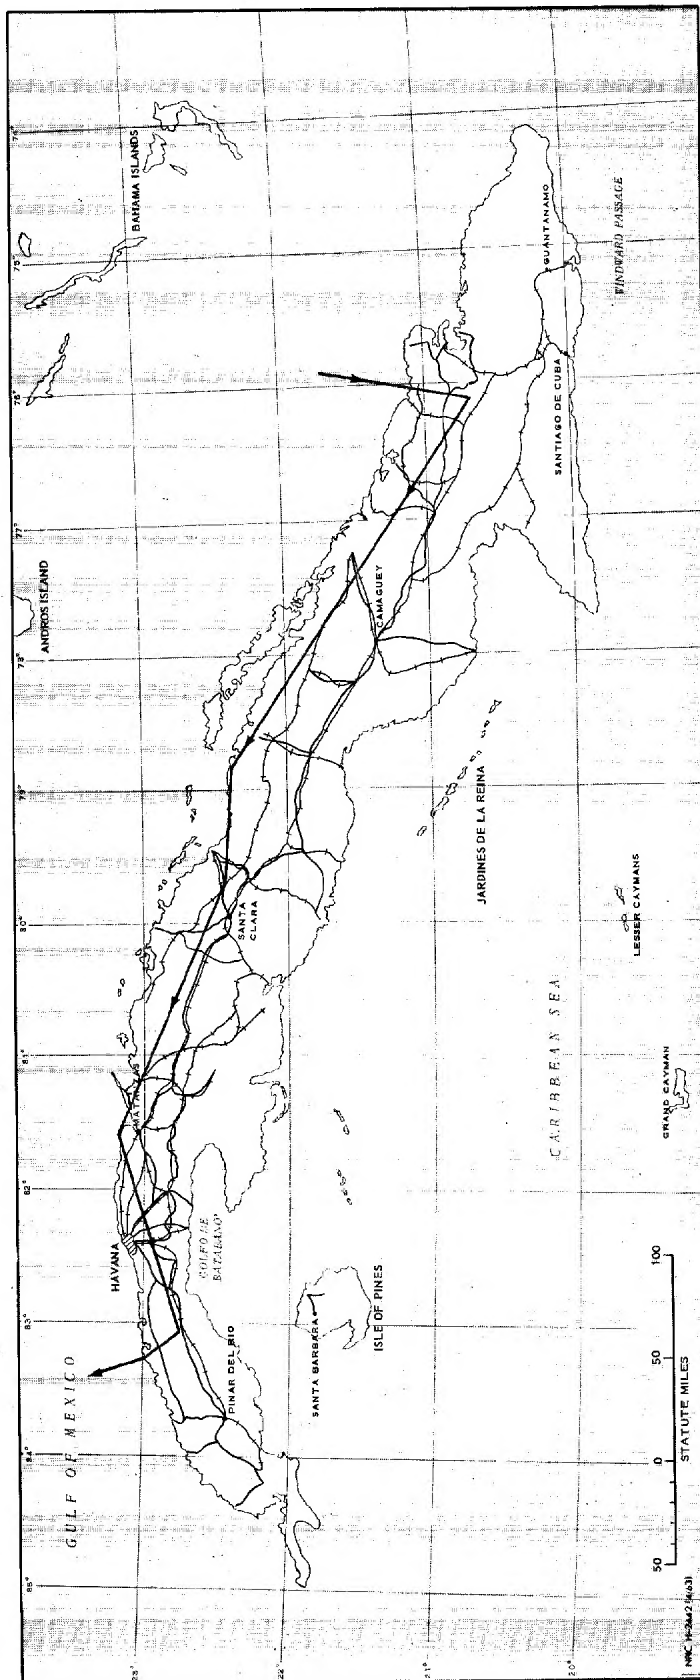 74°
75°
76°
77°
78°
79°
80°
81°
82°
83°
84°
85°
23°
22°
21°
20°
BAHAMA ISLANDS
ANDROS ISLAND
GULF OF MEXICO
HAVANA
MATANZAS
PINAR DEL RIO
GOLFO DE
BATABANO
SANTA BARBARA
ISLE OF PINES
SANTA
CLARA
CAMAGUEY
JARDINES DE LA REINA
SANTIAGO DE CUBA
GUANTANAMO
WINDWARD PASSAGE
CARIBBEAN SEA
LESSER CAYMANS
GRAND CAYMAN
50 0 50 100
STATUTE MILES